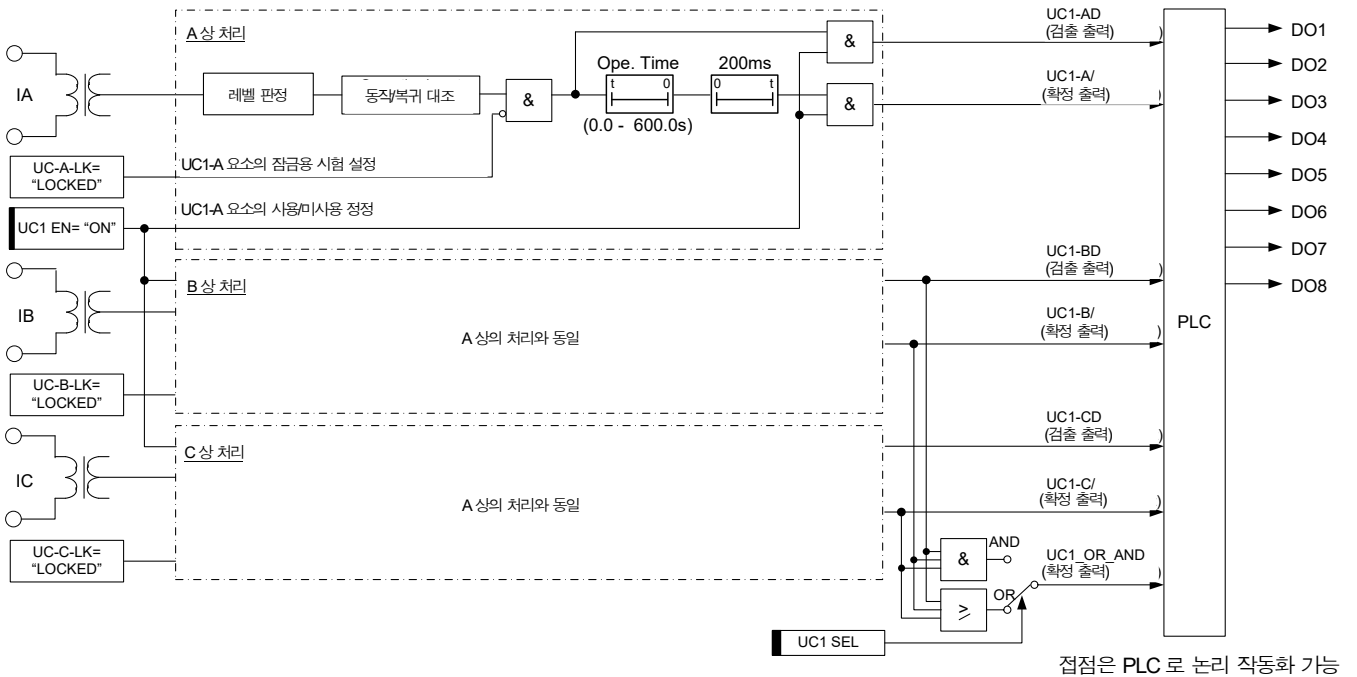 A 상 처리
IA
레벨 판정
동작/복귀 대조
&
Ope. Time
t 0
(0.0 - 600.0s)
200ms
0 t
&
&
UC1-AD
(검출 출력)
UC1-A/
(확정 출력)
UC-A-LK=
“LOCKED”
UC1-A 요소의 잠금용 시험 설정
UC1 EN= “ON”
UC1-A 요소의 사용/미사용 정정
IB
B 상 처리
A 상의 처리와 동일
UC-B-LK=
“LOCKED”
UC1-BD
(검출 출력)
UC1-B/
(확정 출력)
IC
C 상 처리
A 상의 처리와 동일
UC-C-LK=
“LOCKED”
UC1-CD
(검출 출력)
UC1-C/
(확정 출력)
&
AND
≥
OR
UC1_OR_AND
(확정 출력)
UC1 SEL
)
)
)
)
)
)
)
PLC
DO1
DO2
DO3
DO4
DO5
DO6
DO7
DO8
접점은 PLC 로 논리 작동화 가능